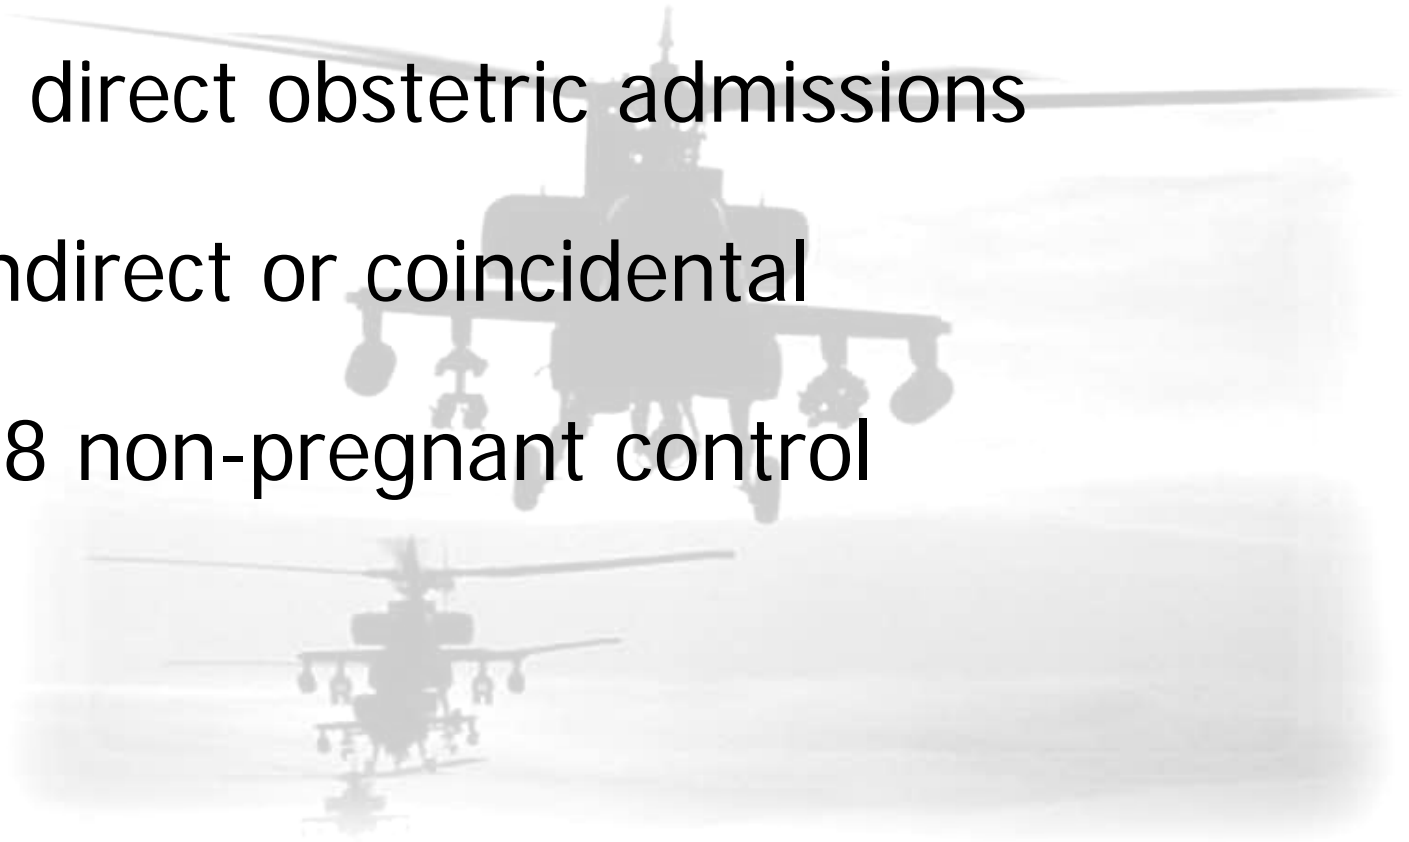 direct obstetric admissions
ndirect or coincidental
8 non-pregnant control